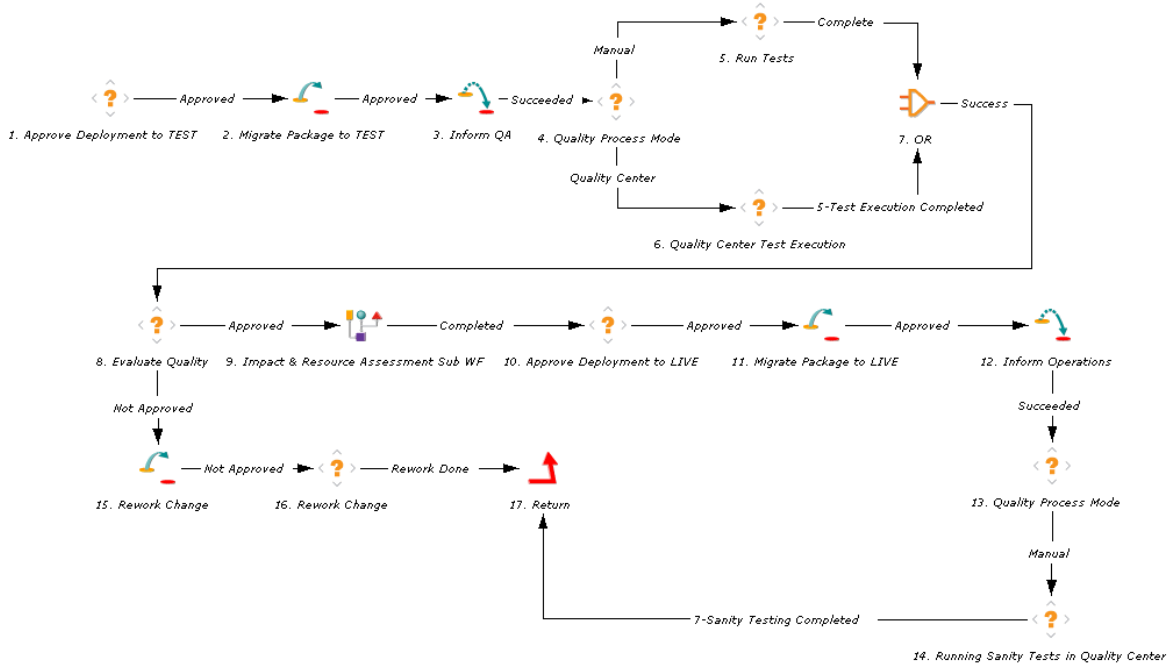 Complete
Manual
5. Run Tests
Approved
Approved
Succeeded
Success
1. Approve Deployment to TEST
2. Migrate Package to TEST
3. Inform QA
4. Quality Process Mode
7. OR
Quality Center
5-Test Execution Completed
6. Quality Center Test Execution
Approved
Completed
Approved
Approved
8. Evaluate Quality
9. Impact & Resource Assessment Sub WF
10. Approve Deployment to LIVE
11. Migrate Package to LIVE
12. Inform Operations
Not Approved
Succeeded
Not Approved
Rework Done
15. Rework Change
16. Rework Change
17. Return
13. Quality Process Mode
Manual
7-Sanity Testing Completed
14. Running Sanity Tests in Quality Center